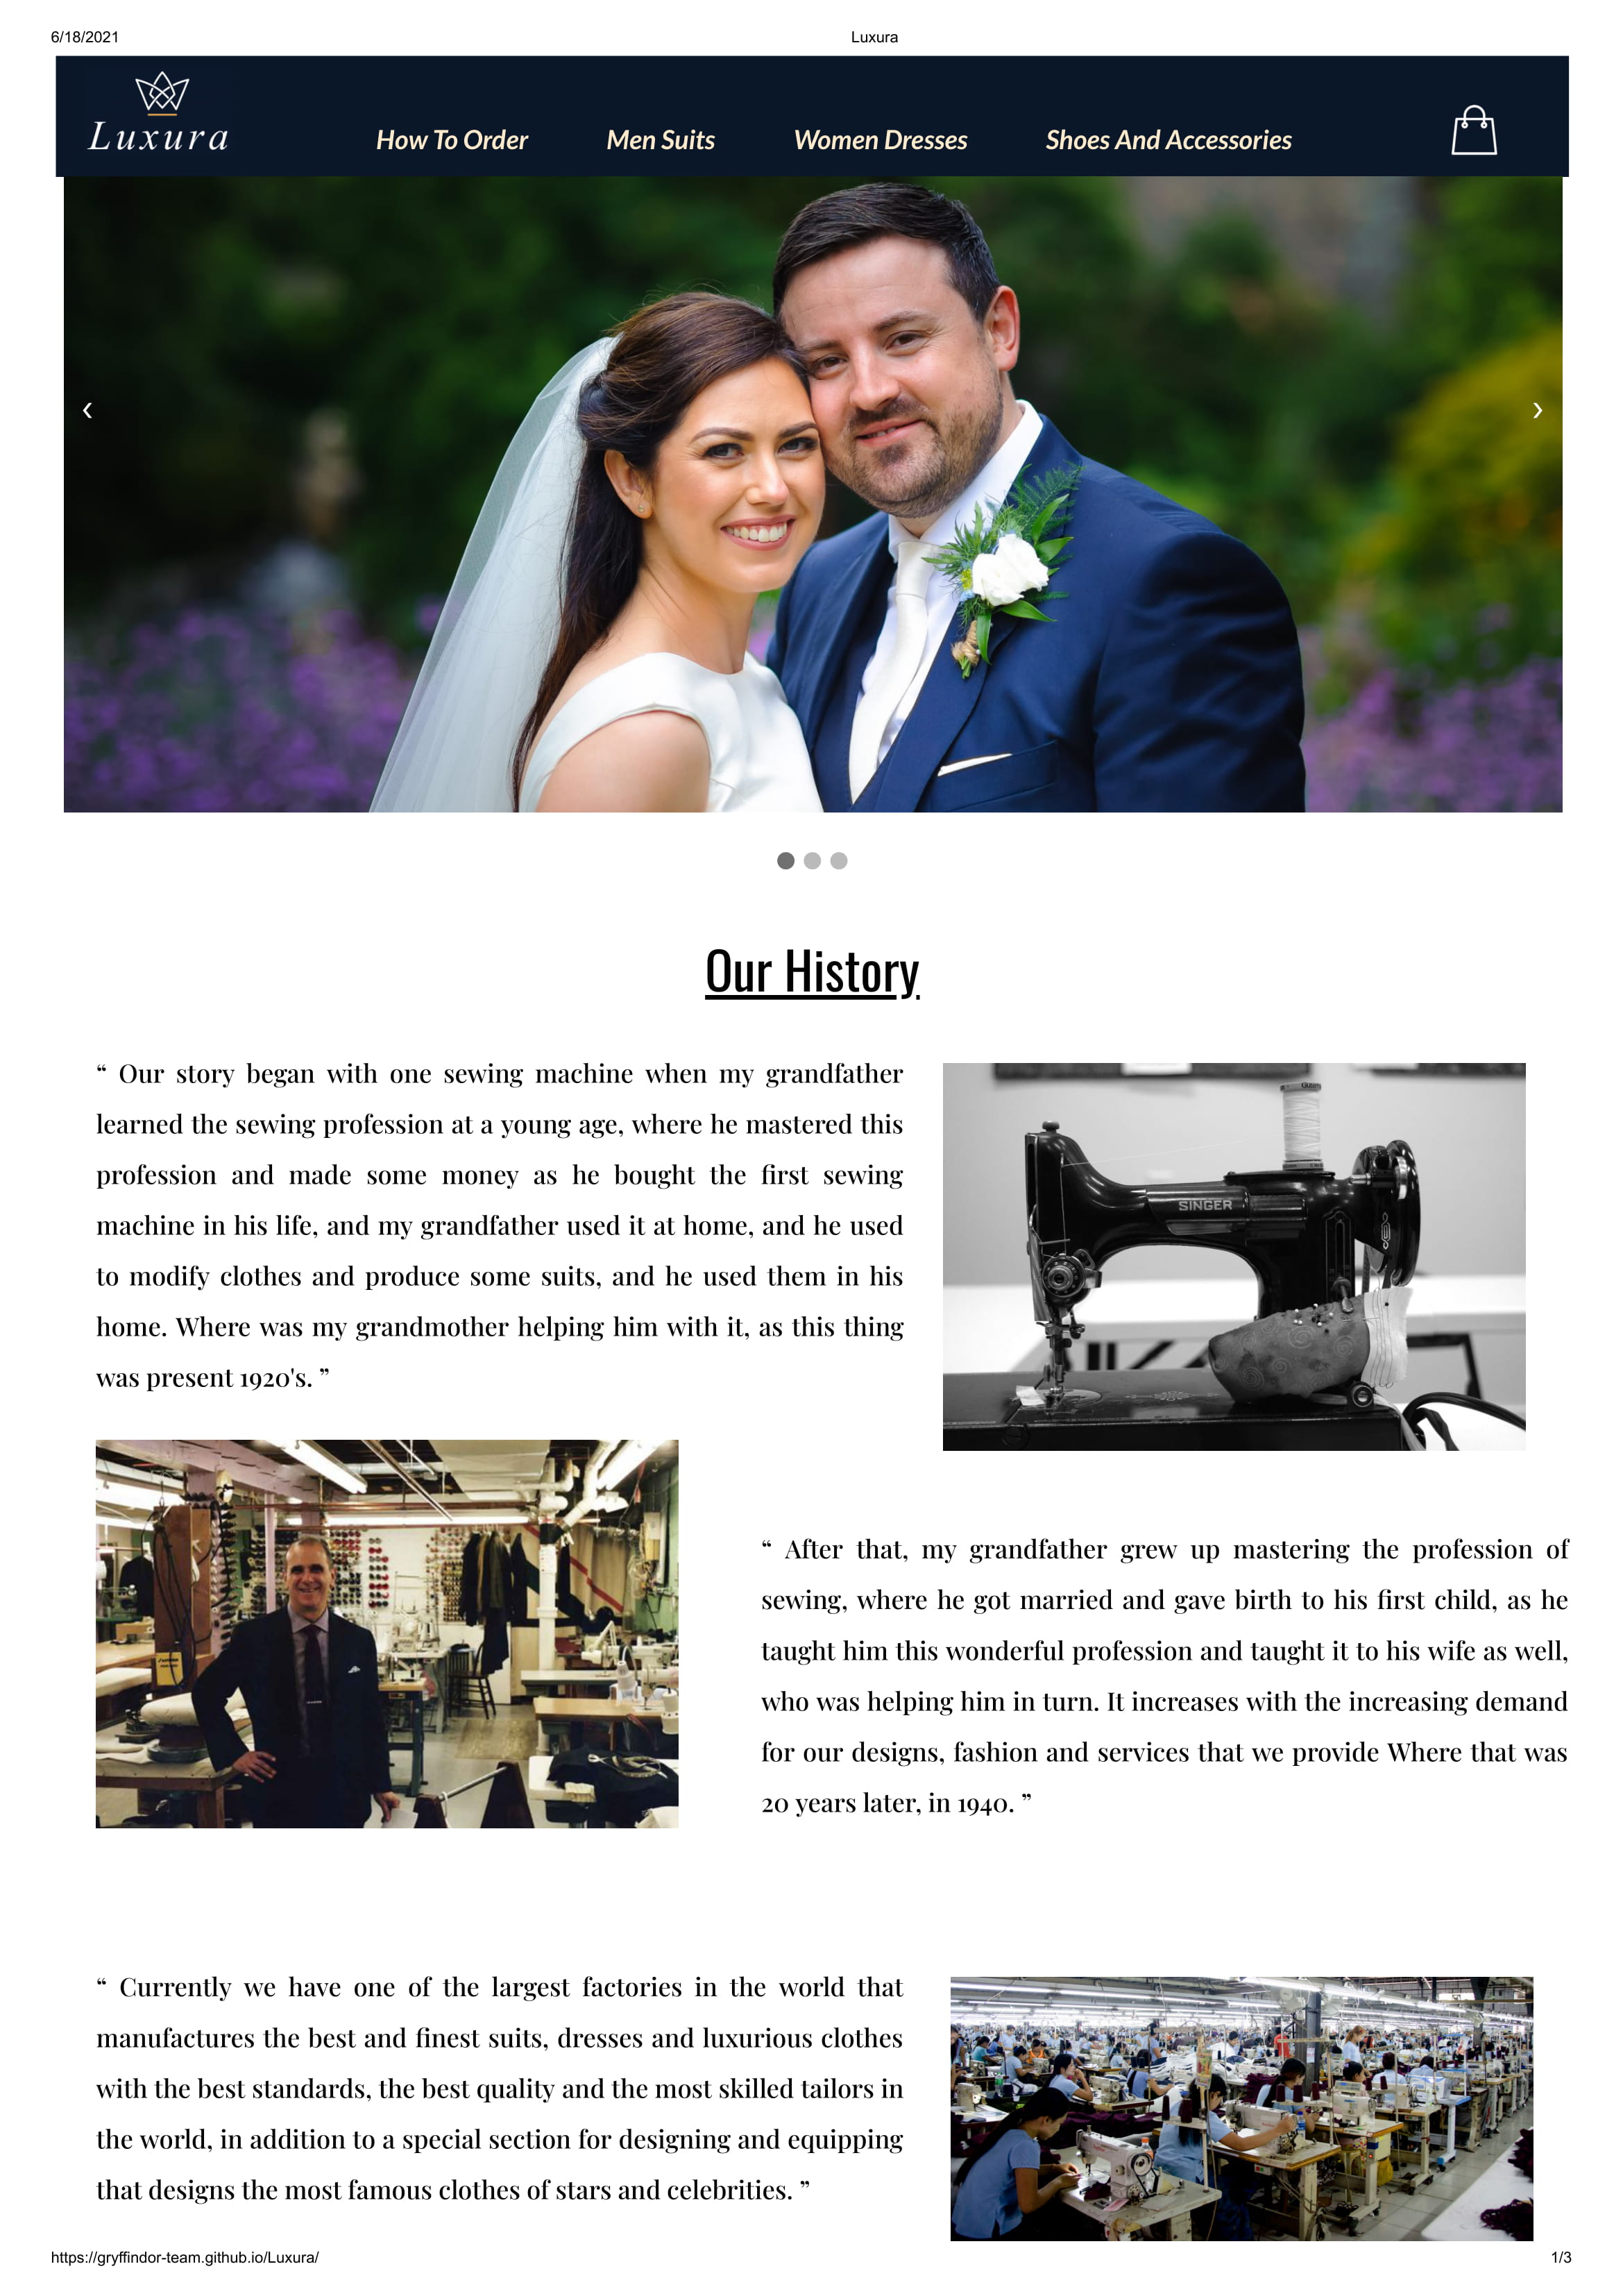 6/18/2021
Luxura
Luxura
How To Order
Men Suits
Women Dresses
Shoes And Accessories
‹
›
Our History
“ Our story began with one sewing machine when my grandfather
learned the sewing profession at a young age, where he mastered this
profession and made some money as he bought the first sewing
machine in his life, and my grandfather used it at home, and he used
to modify clothes and produce some suits, and he used them in his
home. Where was my grandmother helping him with it, as this thing
was present 1920's. ”
SINGER
“ After that, my grandfather grew up mastering the profession of
sewing, where he got married and gave birth to his first child, as he
taught him this wonderful profession and taught it to his wife as well,
who was helping him in turn. It increases with the increasing demand
for our designs, fashion and services that we provide Where that was
20 years later, in 1940. ”
“ Currently we have one of the largest factories in the world that
manufactures the best and finest suits, dresses and luxurious clothes
with the best standards, the best quality and the most skilled tailors in
the world, in addition to a special section for designing and equipping
that designs the most famous clothes of stars and celebrities. ”
https://gryffindor-team.github.io/Luxura/
1/3